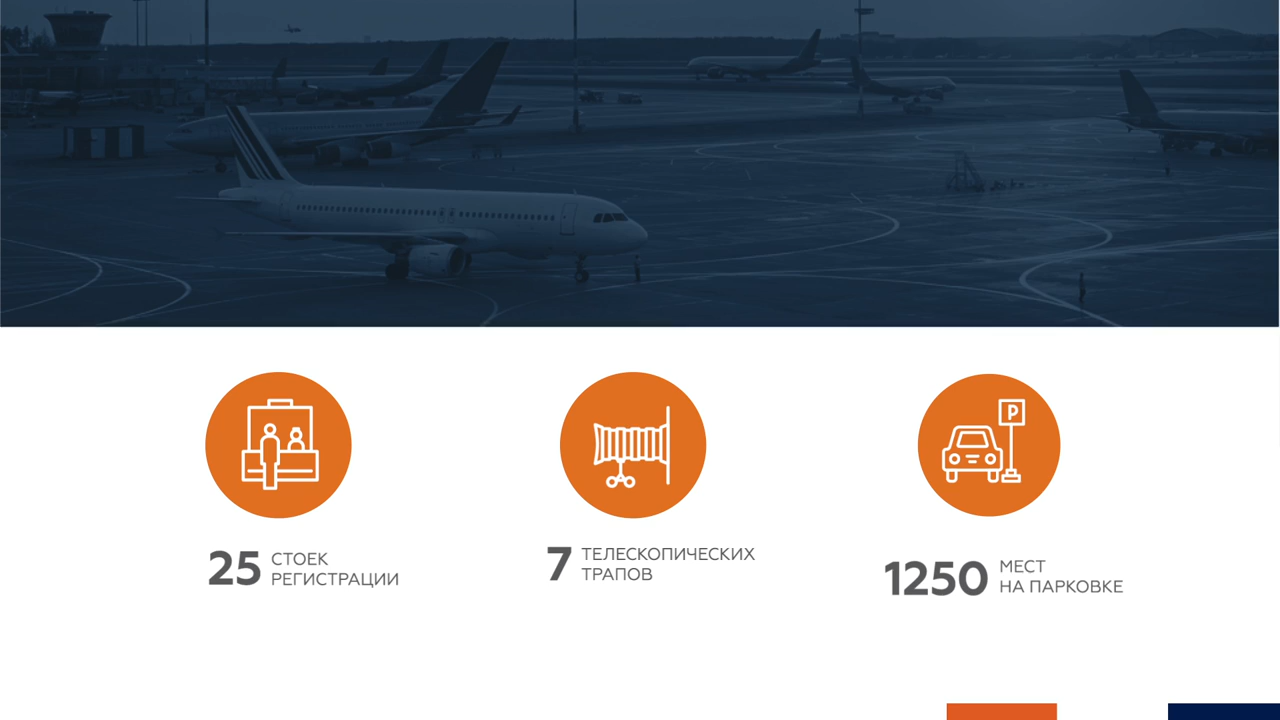 P
25 СТОЕК
РЕГИСТРАЦИИ
7 ТЕЛЕСКОПИЧЕСКИХ
ТРАПОВ
1250 МЕСТ
НА ПАРКОВКЕ